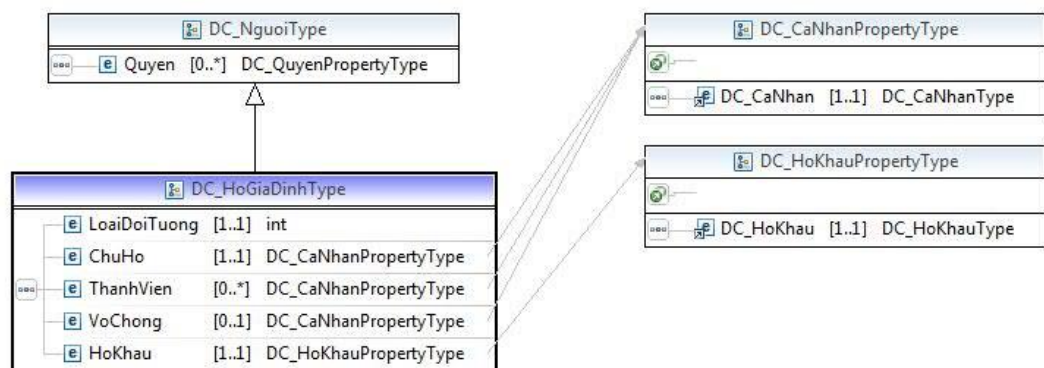 DC_NguoiType
e Quyen [0..*] DC_QuyenPropertyType
DC_HoGiaDinhType
e LoaiDoiTuong [1..1] int
e ChuHo [1..1] DC_CaNhanPropertyType
e ThanhVien [0..*] DC_CaNhanPropertyType
e VoChong [0..1] DC_CaNhanPropertyType
e HoKhau [1..1] DC_HoKhauPropertyType
DC_CaNhanPropertyType
e DC_CaNhan [1..1] DC_CaNhanType
DC_HoKhauPropertyType
e DC_HoKhau [1..1] DC_HoKhauType